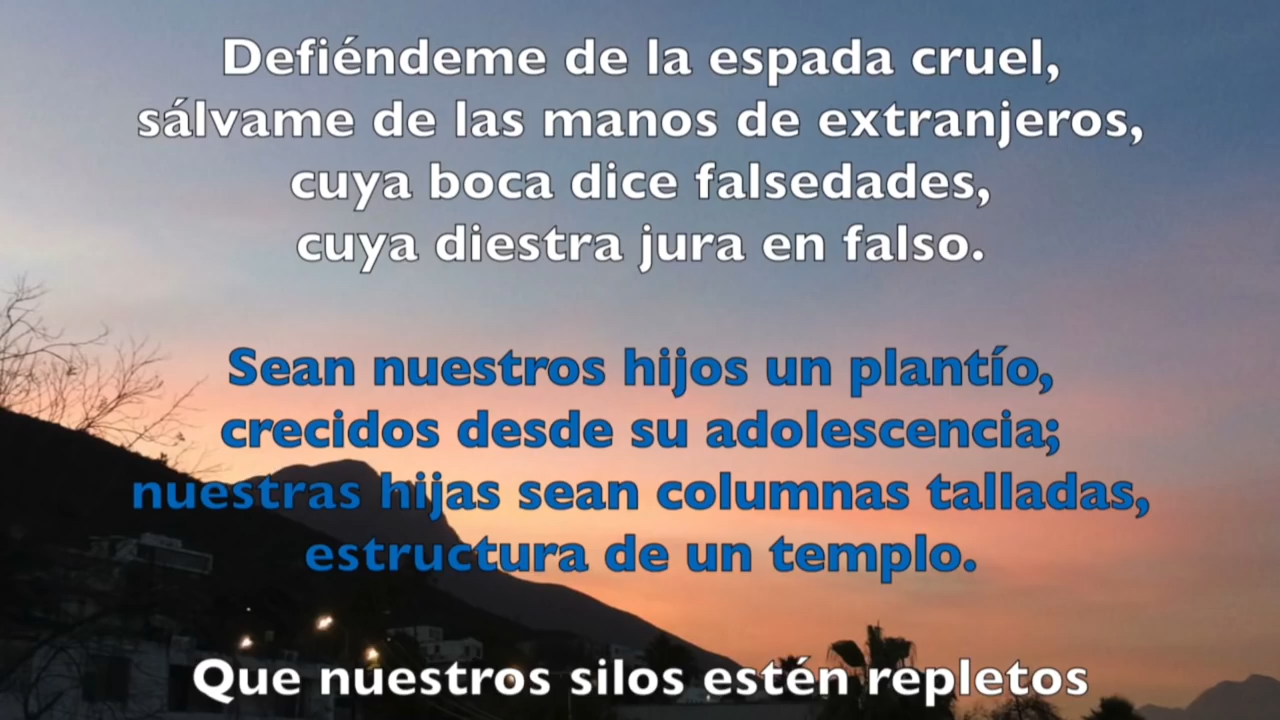 Defiéndeme de la espada cruel,
sálvame de las manos de extranjeros,
cuya boca dice falsedades,
cuya diestra jura en falso.
Sean nuestros hijos un plantío,
crecidos desde su adolescencia;
nuestras hijas sean columnas talladas,
estructura de un templo.
Que nuestros silos estén repletos